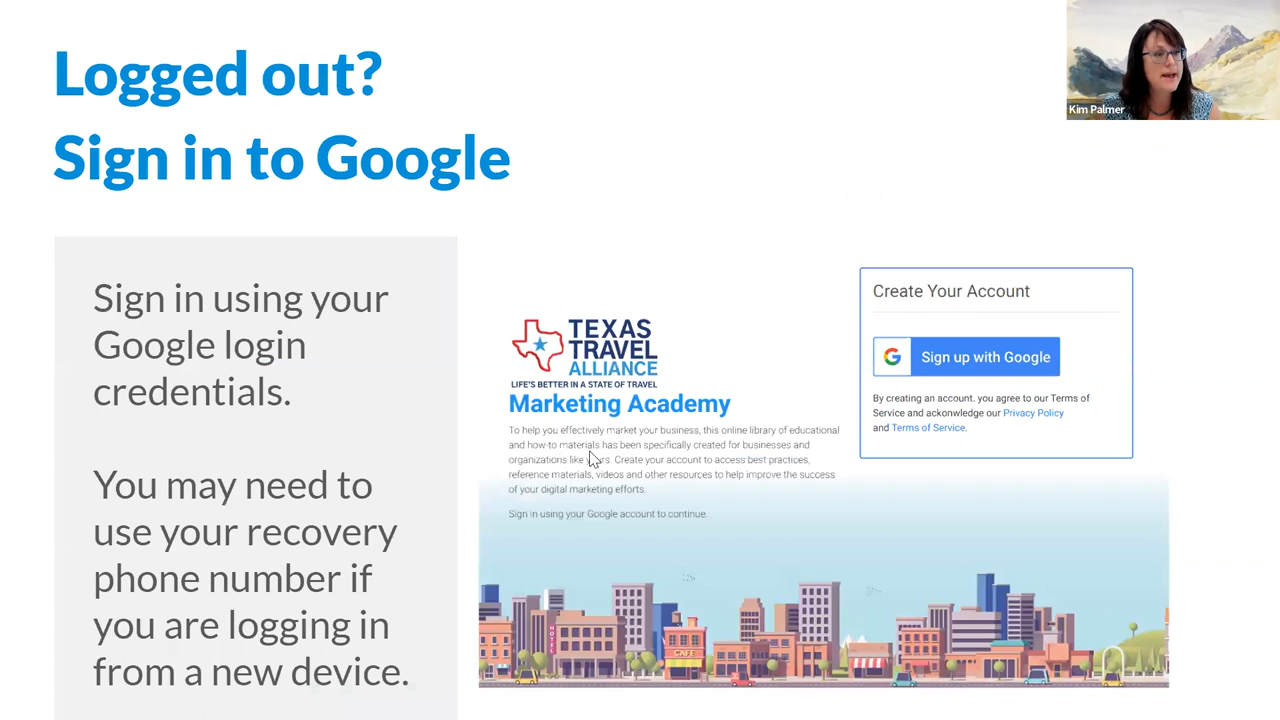 Logged out?
Sign in to Google
Kim Palmer
Sign in using your
Google login
credentials.
You may need to
use your recovery
phone number if
you are logging in
from a new device.
TEXAS
TRAVEL
ALLIANCE
LIFE'S BETTER IN A STATE OF TRAVEL
Marketing Academy
To help you effectively market your business, this online library of educational
and how-to materials has been specifically created for businesses and
organizations like yours. Create your account to access best practices,
reference materials, videos and other resources to help improve the success
of your digital marketing efforts.
Sign in using your Google account to continue.
Create Your Account
G
Sign up with Google
By creating an account. you agree to our Terms of
Service and ackonwledge our Privacy Policy
and Terms of Service.
HOTEL
CAFE